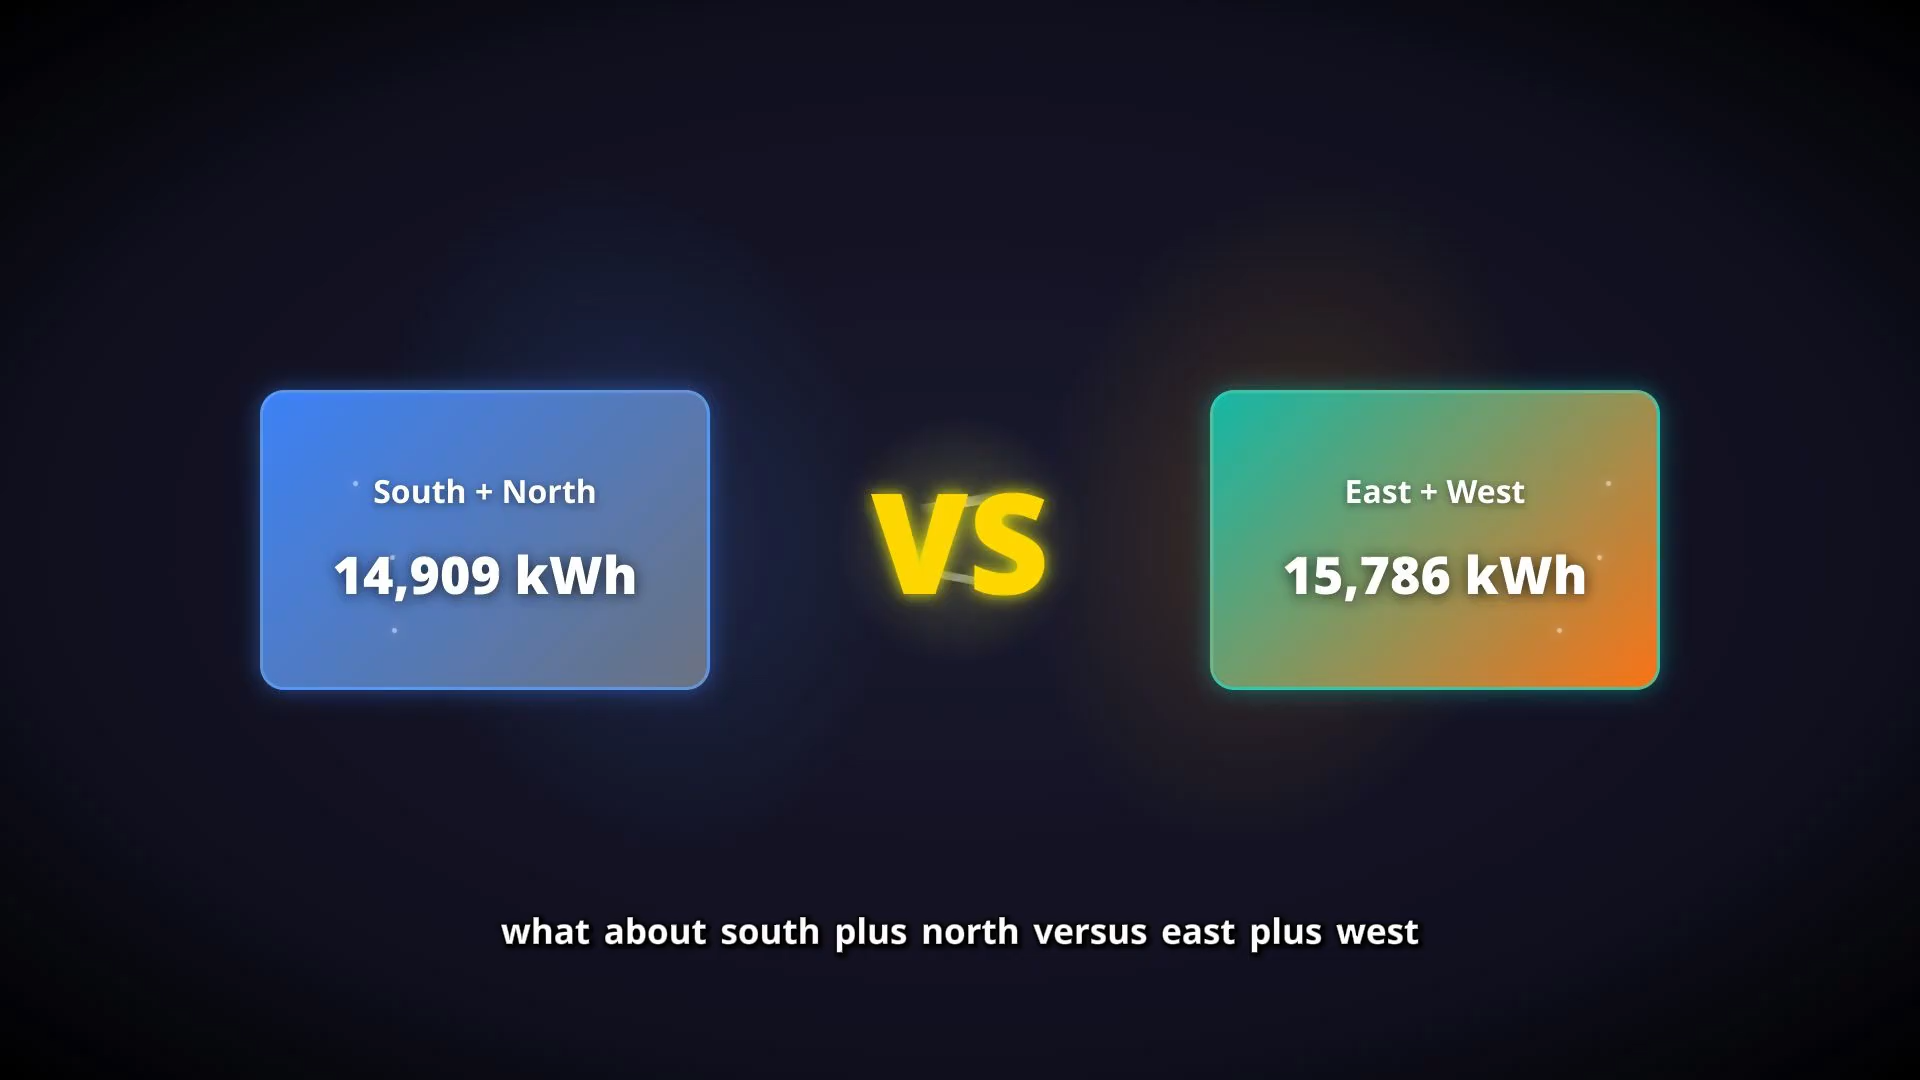 South + North
14,909 kWh
VS
East + West
15,786 kWh
what about south plus north versus east plus west